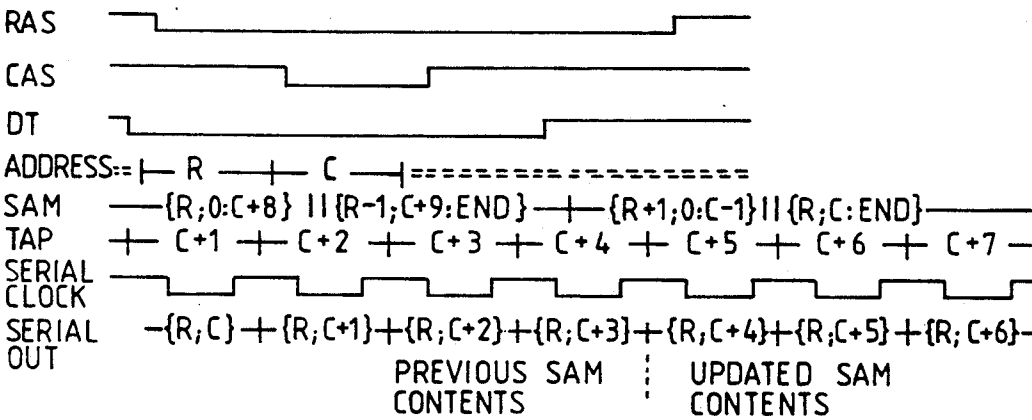 RAS
CAS
DT
ADDRESS R C
SAM {R;0:C+8} ||{R-1;C+9:END} {R+1;0:C-1}||{R;C:END}
TAP C+1 C+2 C+3 C+4 C+5 C+6 C+7
SERIAL
CLOCK
SERIAL {R;C} {R;C+1} {R;C+2} {R;C+3} {R;C+4} {R;C+5} {R;C+6}
OUT
PREVIOUS SAM UPDATED SAM
CONTENTS CONTENTS